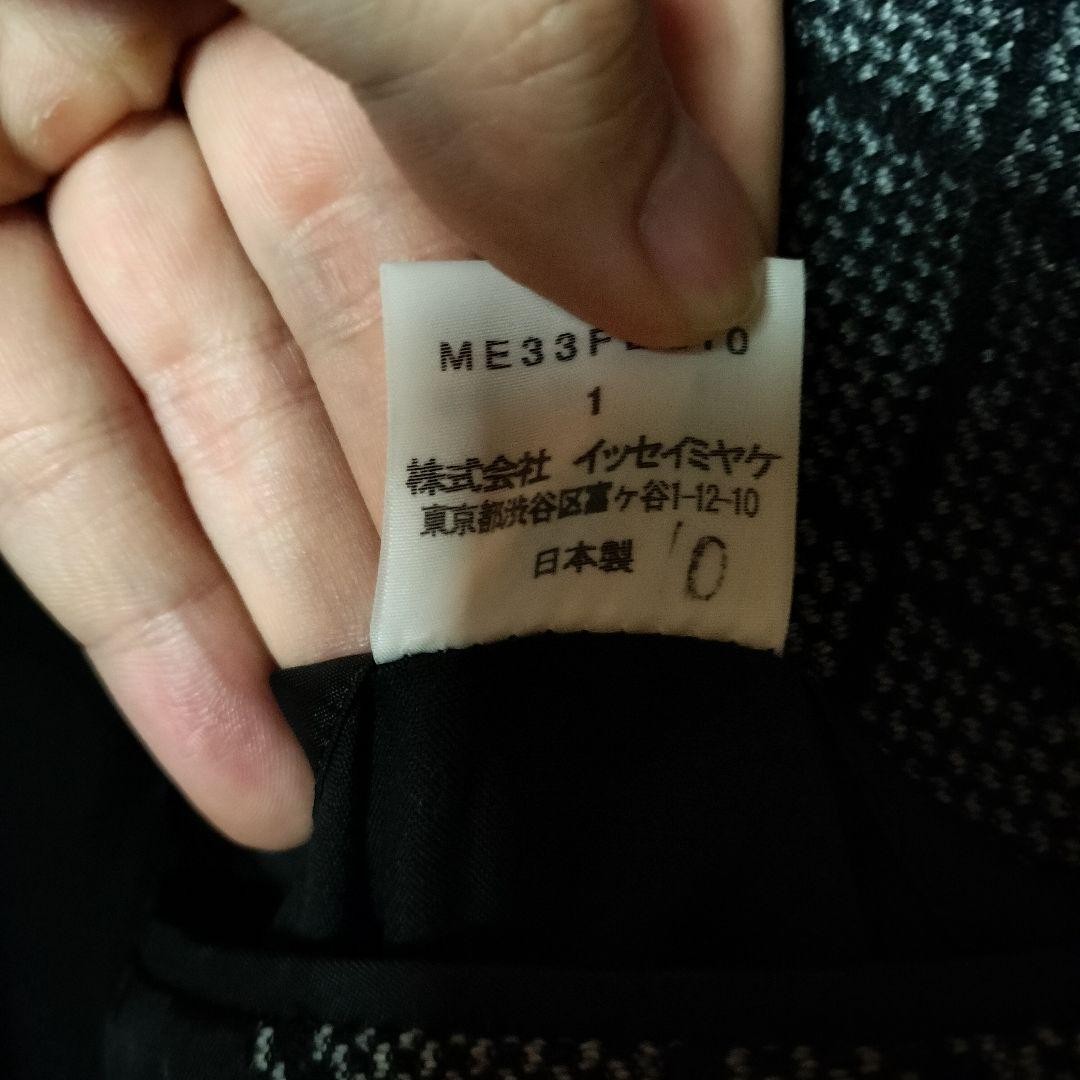 1
株式会社 イッセイミヤケ
東京都渋谷区富ヶ谷1-12-10
日本製